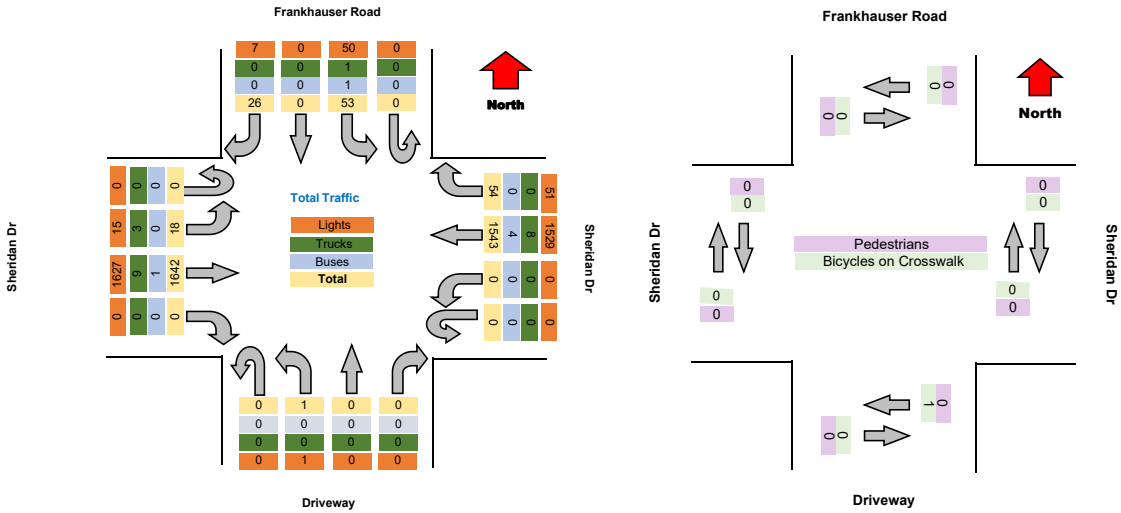 Frankhauser Road
7 0 50 0
0 0 1 0
0 0 1 0
26 0 53 0
North
0 0 0 0
15 3 0 18
1627 9 1 1642
0 0 0 0
Sheridan Dr
Total Traffic
Lights
Trucks
Buses
Total
54 0 0 51
1543 4 8 1529
0 0 0 0
0 0 0 0
Sheridan Dr
0 1 0 0
0 0 0 0
0 0 0 0
0 1 0 0
Driveway
Frankhauser Road
0 0
0 0
North
0
0
0
0
Sheridan Dr
Pedestrians
Bicycles on Crosswalk
Sheridan Dr
0
0
0
0
1 0
0 0
Driveway